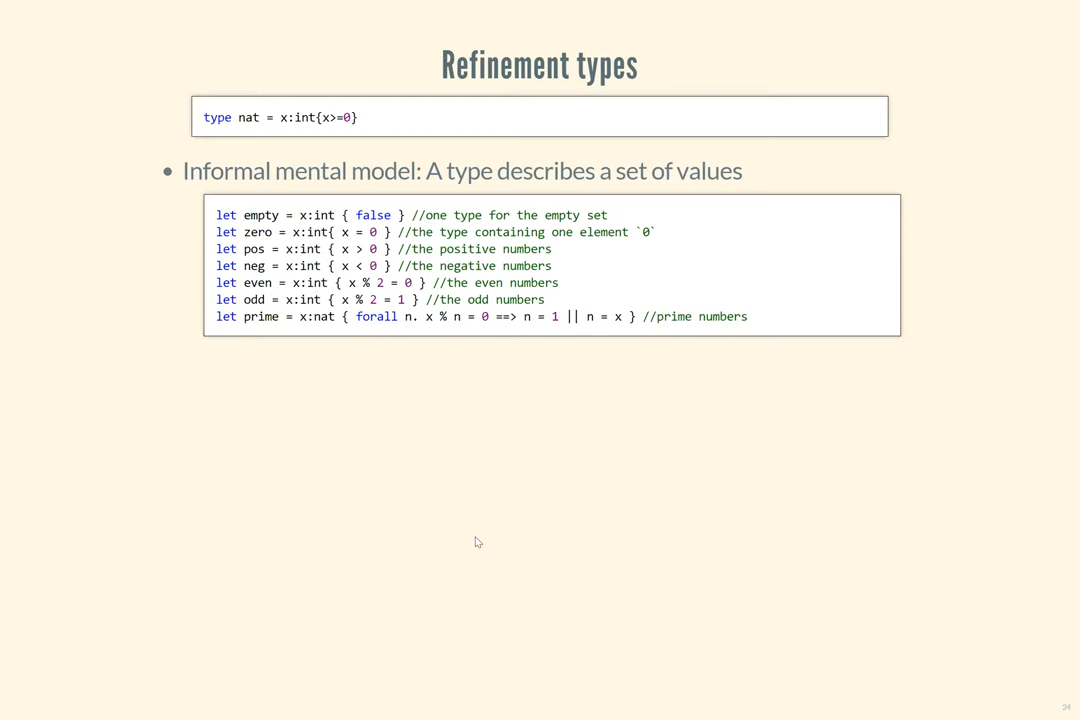 Refinement types
type nat = x:int{x>=0}
• Informal mental model: A type describes a set of values
let empty = x:int { false } //one type for the empty set
let zero = x:int{ x = 0 } //the type containing one element `0`
let pos = x:int { x > 0 } //the positive numbers
let neg = x:int { x < 0 } //the negative numbers
let even = x:int { x % 2 = 0 } //the even numbers
let odd = x:int { x % 2 = 1 } //the odd numbers
let prime = x:nat { forall n. x % n = 0 ==> n = 1 || n = x } //prime numbers
24